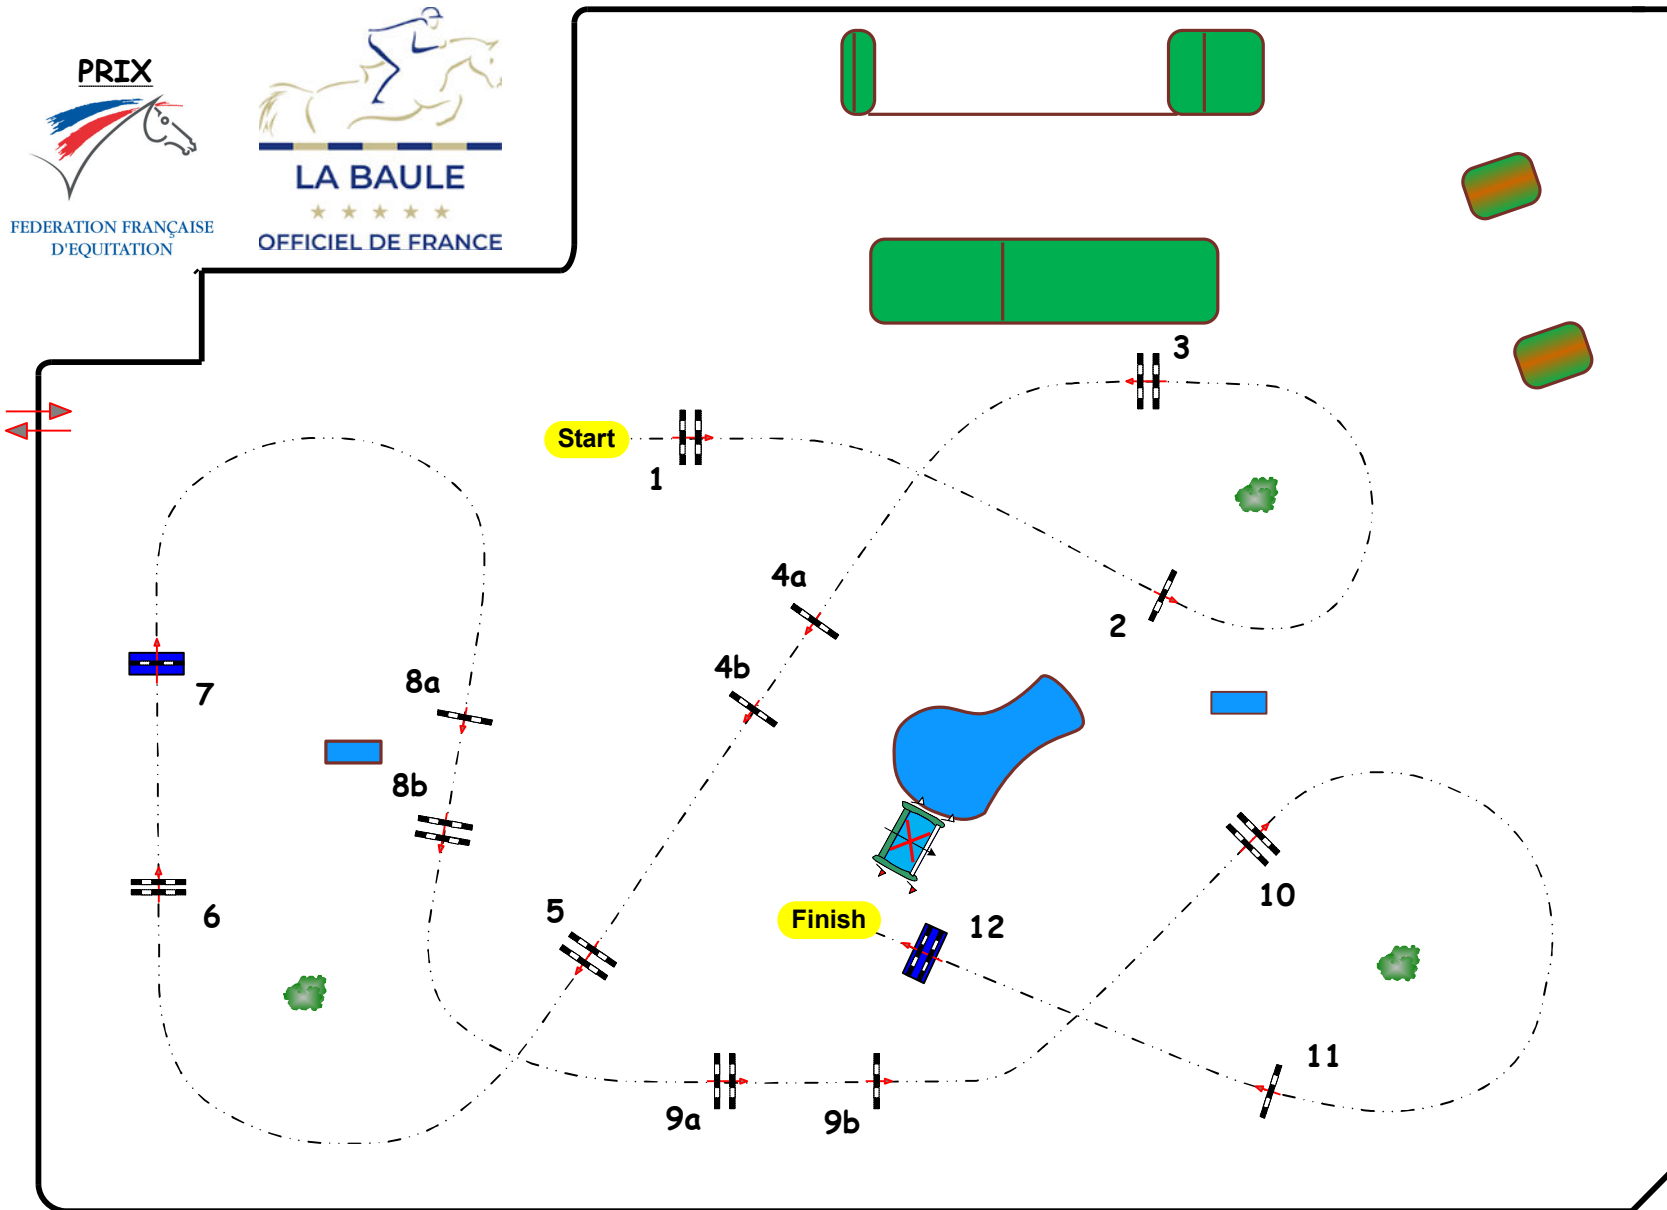 PRIX
FEDERATION FRANÇAISE
D'EQUITATION
LA BAULE
OFFICIEL DE FRANCE
3
Start
1
4a
2
4b
8a
7
8b
10
5
6
Finish
12
11
9a
9b